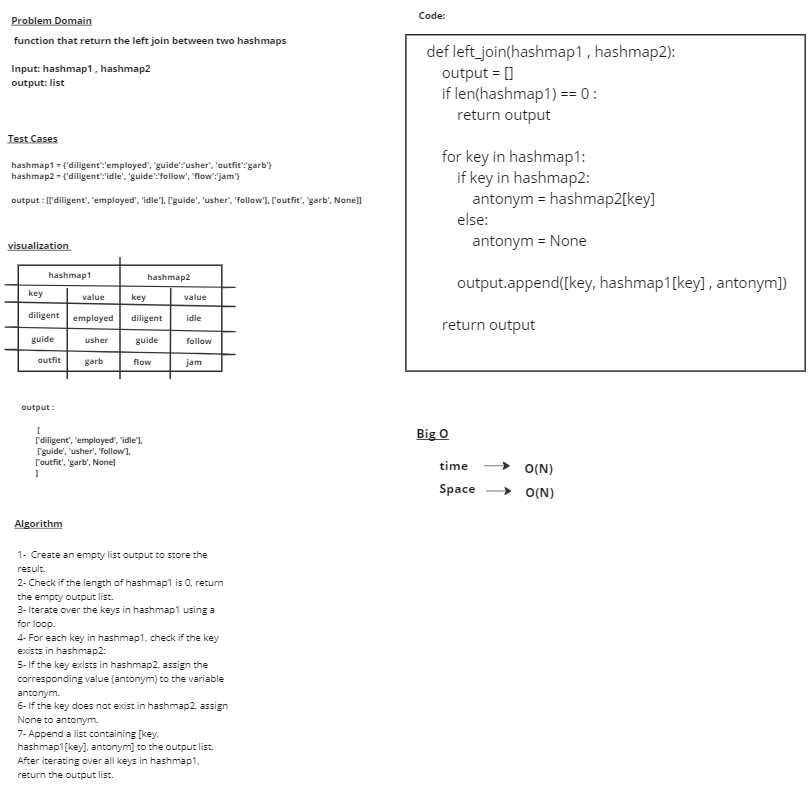 Problem Domain
function that return the left join between two hashmaps
Input: hashmap1 , hashmap2
output: list
Test Cases
hashmap1 = {'diligent':'employed', 'guide':'usher', 'outfit':'garb'}
hashmap2 = {'diligent':'idle', 'guide':'follow', 'flow':'jam'}
output : [['diligent', 'employed', 'idle'], ['guide', 'usher', 'follow'], ['outfit', 'garb', None]]
visualization
hashmap1 hashmap2
key value key value
diligent employed diligent idle
guide usher guide follow
outfit garb flow jam
output :
[
['diligent', 'employed', 'idle'],
['guide', 'usher', 'follow'],
['outfit', 'garb', None]
]
Algorithm
1- Create an empty list output to store the
result.
2- Check if the length of hashmap1 is 0, return
the empty output list.
3- Iterate over the keys in hashmap1 using a
for loop.
4- For each key in hashmap1, check if the key
exists in hashmap2:
5- If the key exists in hashmap2, assign the
corresponding value (antonym) to the variable
antonym.
6- If the key does not exist in hashmap2, assign
None to antonym.
7- Append a list containing [key,
hashmap1[key], antonym] to the output list.
After iterating over all keys in hashmap1,
return the output list.
Code:
def left_join(hashmap1 , hashmap2):
output = []
if len(hashmap1) == 0 :
return output
for key in hashmap1:
if key in hashmap2:
antonym = hashmap2[key]
else:
antonym = None
output.append([key, hashmap1[key] , antonym])
return output
Big O
time O(N)
Space O(N)